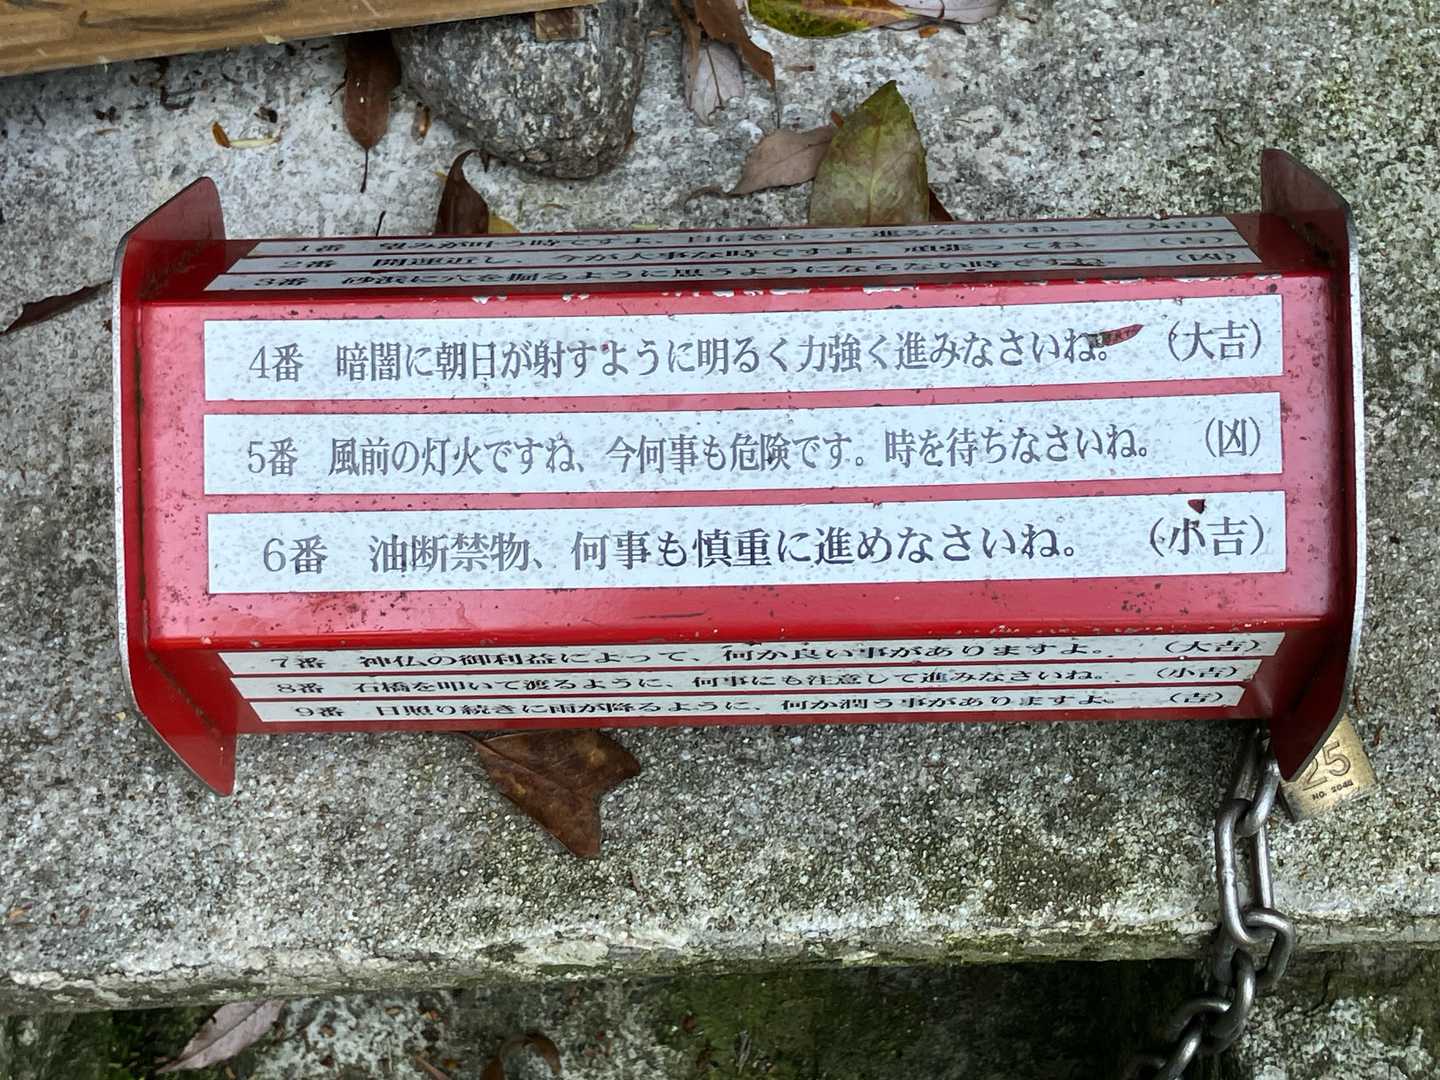 1番 望みが叶う時ですよ、自信をもって進みなさいね。 (大吉)
2番 開運近し、今が大事な時ですよ。頑張ってね。 (吉)
3番 砂浜に穴を掘るように思うようにならない時で (凶)
4番 暗闇に朝日が射すように明るく力強く進みなさいね。 (大吉)
5番 風前の灯火ですね、今何事も危険です。時を待ちなさいね。 (凶)
6番 油断禁物、何事も慎重に進めなさいね。 (小吉)
7番 神仏の御利益によって、何か良い事がありますよ。 (大吉)
8番 石橋を叩いて渡るように、何事にも注意して進みなさいね。 (小吉)
9番 日照り続きに雨が降るように、何か潤う事がありますよ。 (吉)
25
NO. 2048